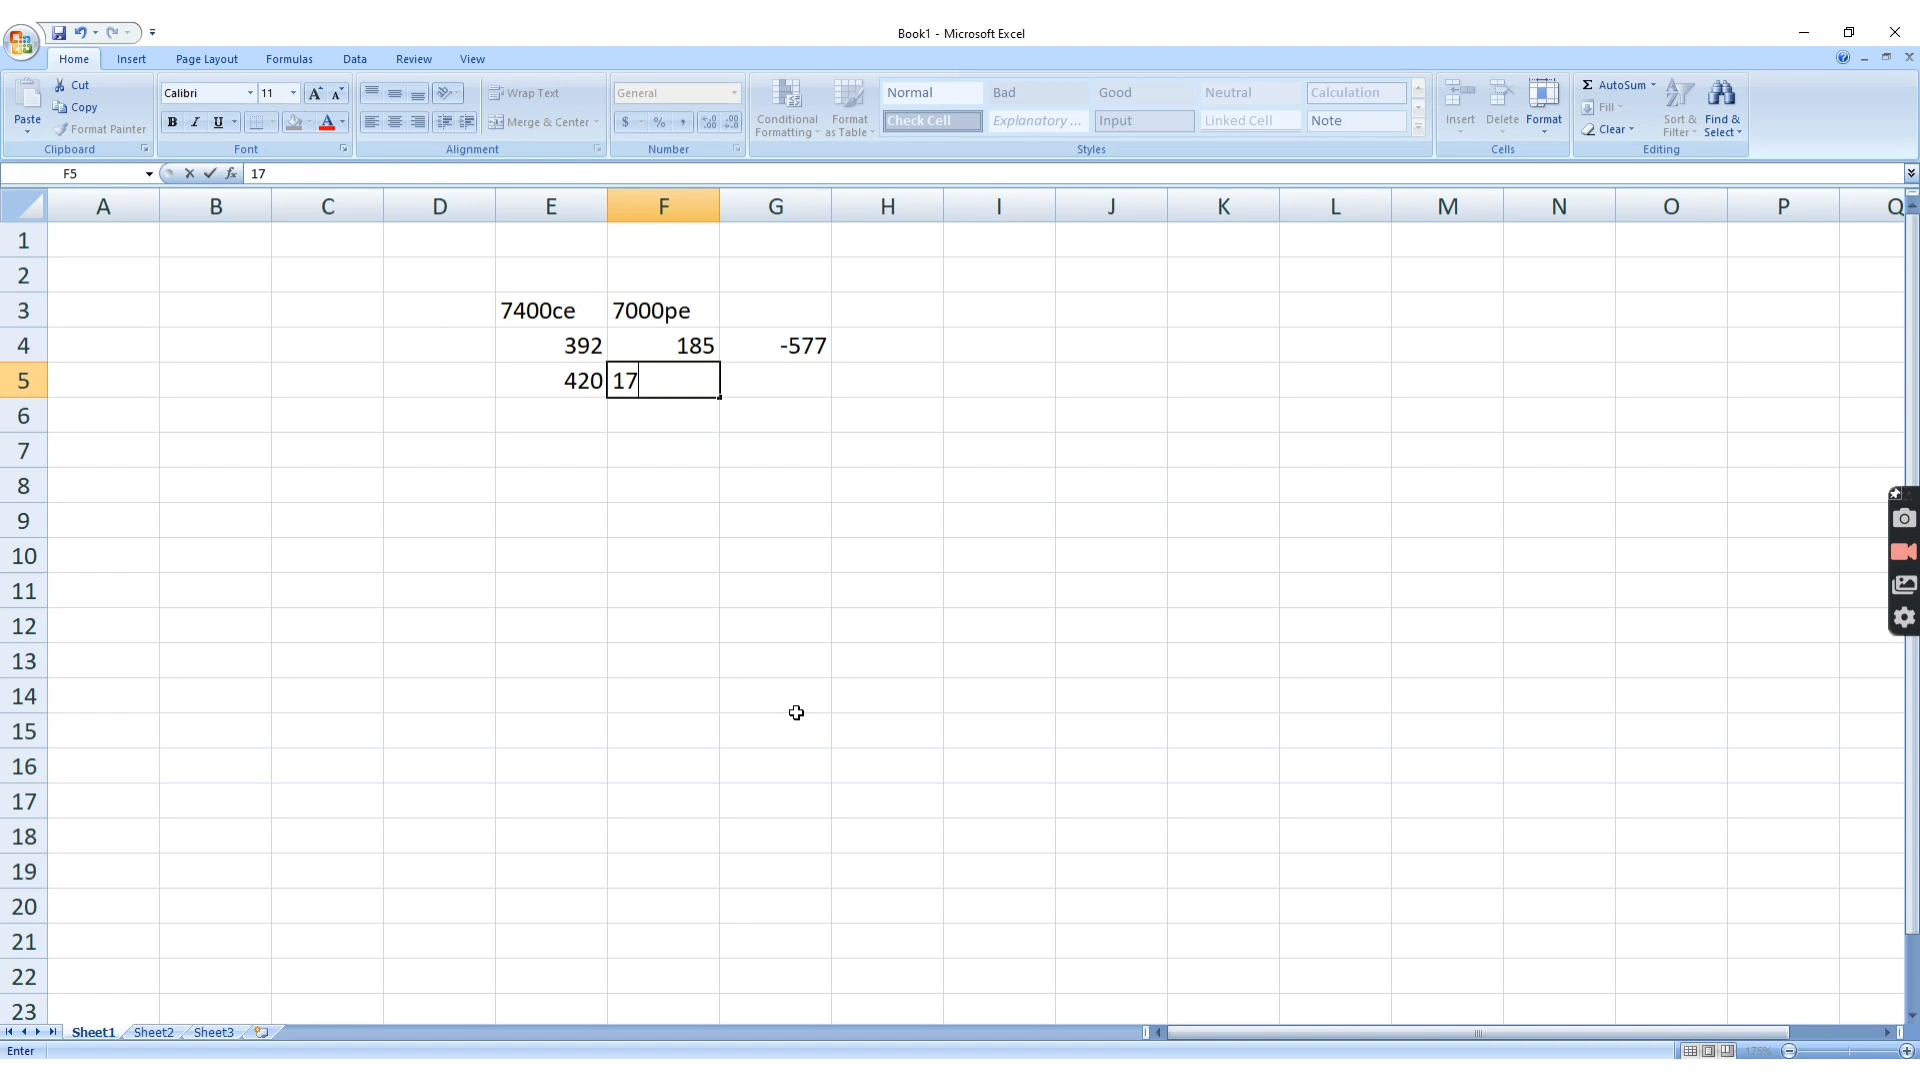 Book1 - Microsoft Excel
Home Insert Page Layout Formulas Data Review View
Cut
Copy
Format Painter
Paste
Clipboard
Calibri 11
A A
B I U A
Font
Wrap Text
Merge & Center
Alignment
General
$ % ,
Number
Conditional Formatting
Format as Table
Normal Bad Good Neutral Calculation
Check Cell Explanatory ... Input Linked Cell Note
Styles
Insert Delete Format
Cells
Σ AutoSum
Fill
Clear
Sort & Filter
Find & Select
Editing
F5 fx 17
A B C D E F G H I J K L M N O P Q
1
2
3 7400ce 7000pe
4 392 185 -577
5 420 17
6
7
8
9
10
11
12
13
14
15
16
17
18
19
20
21
22
23
Sheet1 Sheet2 Sheet3
Enter 175%